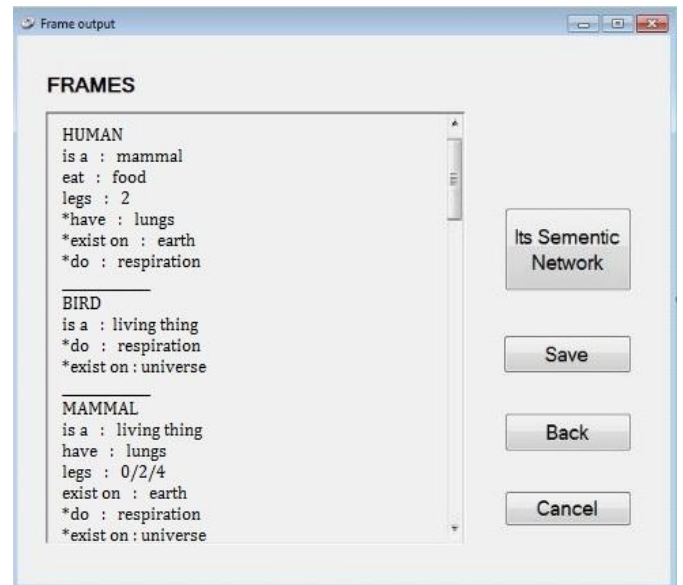 Frame output
FRAMES
HUMAN
is a : mammal
eat : food
legs : 2
*have : lungs
*exist on : earth
*do : respiration
___________
BIRD
is a : living thing
*do : respiration
*exist on : universe
___________
MAMMAL
is a : living thing
have : lungs
legs : 0/2/4
exist on : earth
*do : respiration
*exist on : universe
Its Sementic
Network
Save
Back
Cancel